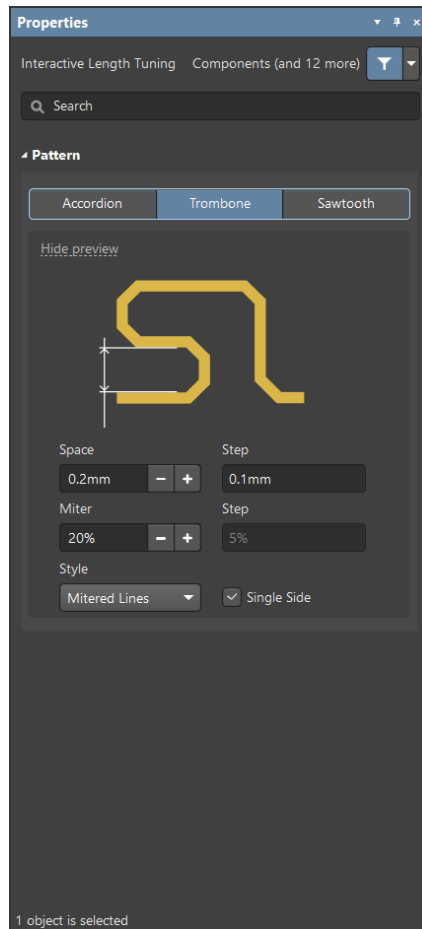 Properties
Interactive Length Tuning Components (and 12 more)
Search
Pattern
Accordion Trombone Sawtooth
Hide preview
Space Step
0.2mm 0.1mm
Miter Step
20% 5%
Style
Mitered Lines Single Side
1 object is selected